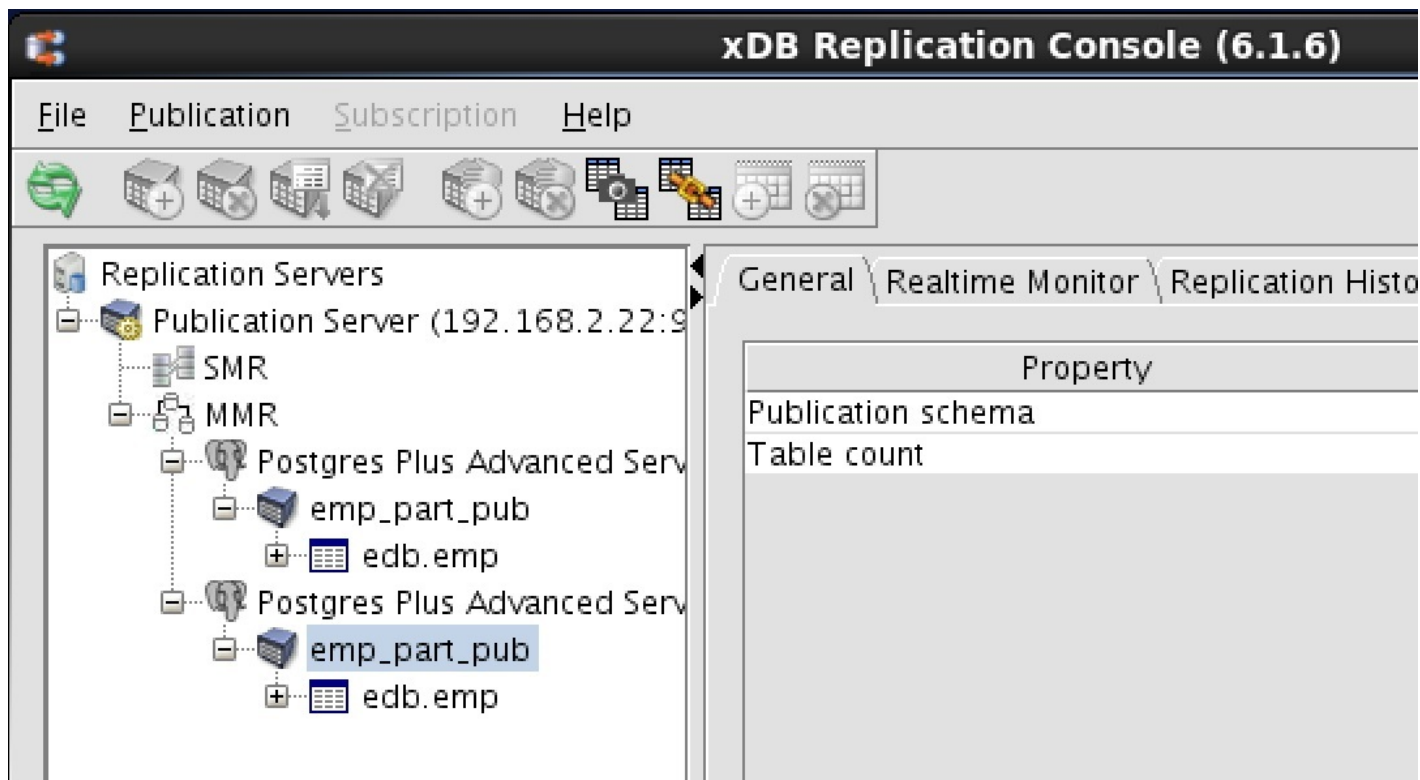 xDB Replication Console (6.1.6)
File Publication Subscription Help
Replication Servers
Publication Server (192.168.2.22:9
SMR
MMR
Postgres Plus Advanced Serv
emp_part_pub
edb.emp
Postgres Plus Advanced Serv
emp_part_pub
edb.emp
General Realtime Monitor Replication Histo
Property
Publication schema
Table count